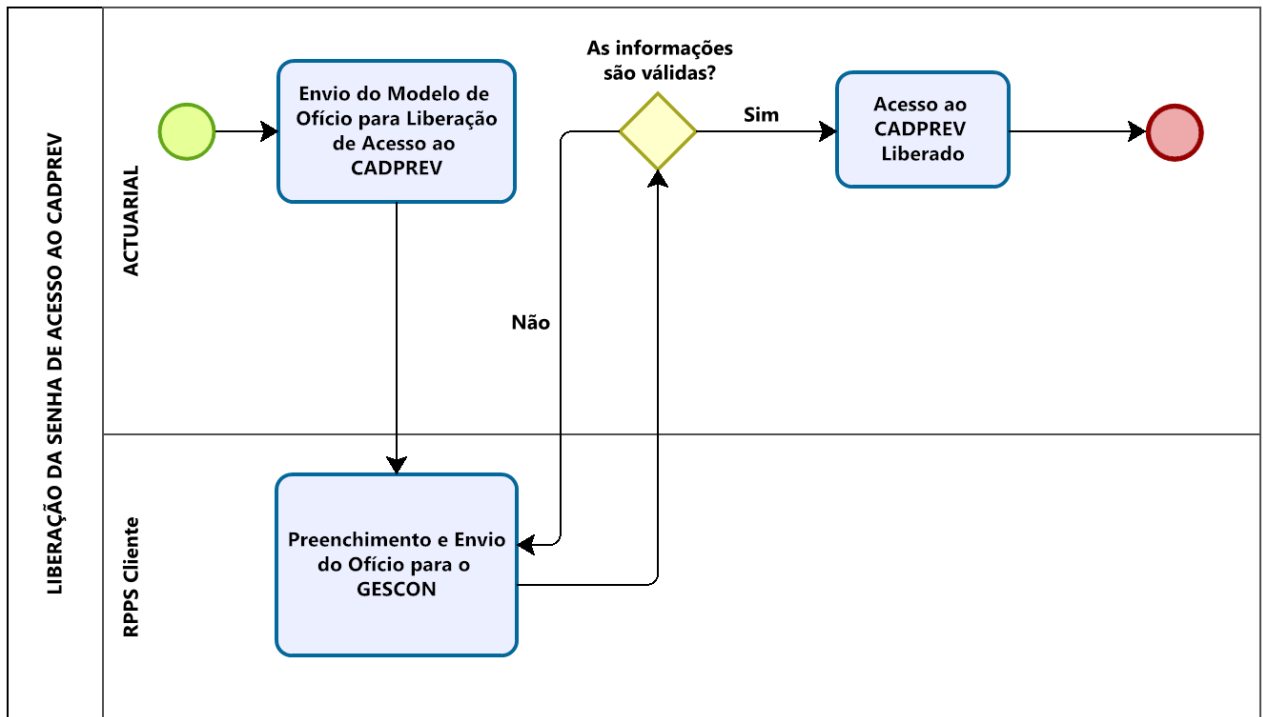 LIBERAÇÃO DA SENHA DE ACESSO AO CADPREV
ACTUARIAL
Envio do Modelo de
Ofício para Liberação
de Acesso ao
CADPREV
As informações
são válidas?
Sim
Acesso ao
CADPREV
Liberado
Não
RPPS Cliente
Preenchimento e Envio
do Ofício para o
GESCON